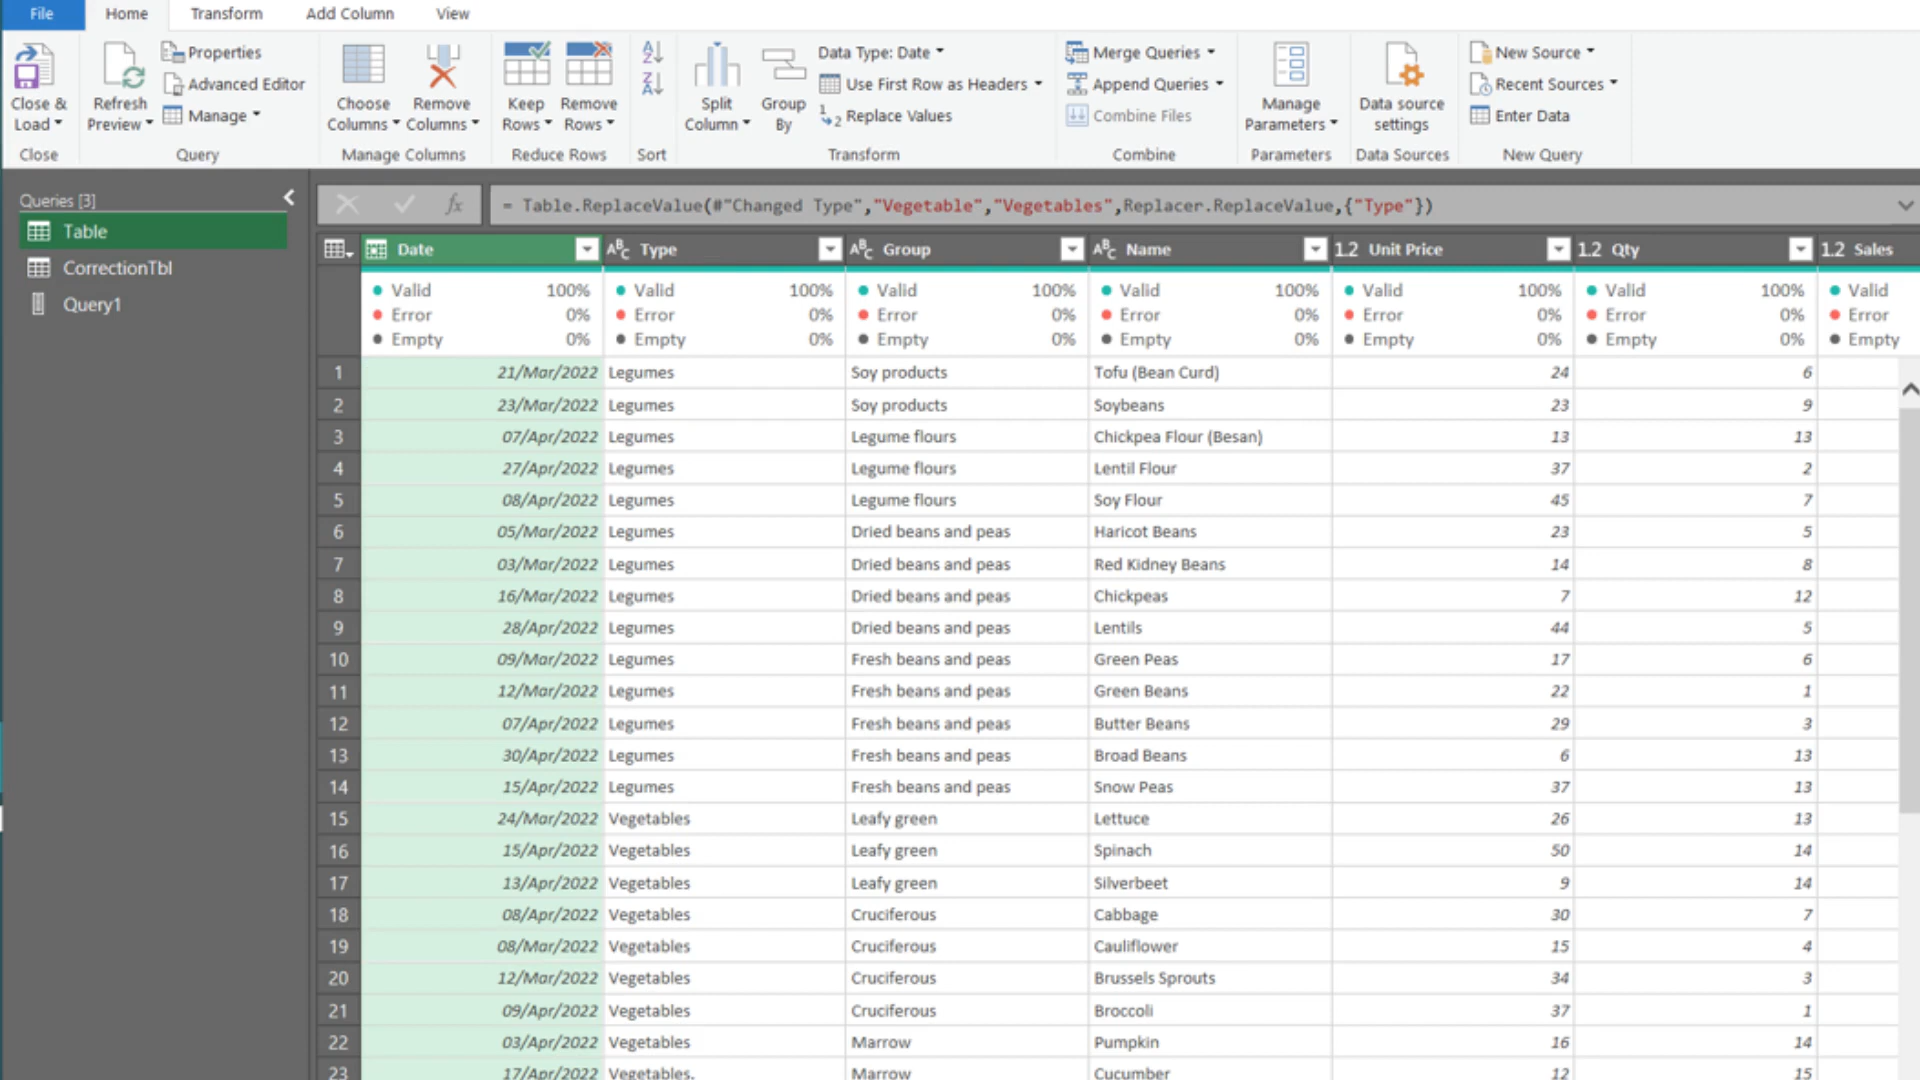 File Home Transform Add Column View
Close & Load
Refresh Preview
Properties
Advanced Editor
Manage
Choose Columns
Remove Columns
Keep Rows
Remove Rows
Split Column
Group By
Data Type: Date
Use First Row as Headers
Replace Values
Merge Queries
Append Queries
Combine Files
Manage Parameters
Data source settings
New Source
Recent Sources
Enter Data
Close Query Manage Columns Reduce Rows Sort Transform Combine Parameters Data Sources New Query
Queries [3]
Table
CorrectionTbl
Query1
fx = Table.ReplaceValue(#"Changed Type","Vegetable","Vegetables",Replacer.ReplaceValue,{"Type"})
Date ABC Type ABC Group ABC Name 1.2 Unit Price 1.2 Qty 1.2 Sales
Valid 100% Valid 100% Valid 100% Valid 100% Valid 100% Valid 100% Valid
Error 0% Error 0% Error 0% Error 0% Error 0% Error 0% Error
Empty 0% Empty 0% Empty 0% Empty 0% Empty 0% Empty 0% Empty
1 21/Mar/2022 Legumes Soy products Tofu (Bean Curd) 24 6
2 23/Mar/2022 Legumes Soy products Soybeans 23 9
3 07/Apr/2022 Legumes Legume flours Chickpea Flour (Besan) 13 13
4 27/Apr/2022 Legumes Legume flours Lentil Flour 37 2
5 08/Apr/2022 Legumes Legume flours Soy Flour 45 7
6 05/Mar/2022 Legumes Dried beans and peas Haricot Beans 23 5
7 03/Mar/2022 Legumes Dried beans and peas Red Kidney Beans 14 8
8 16/Mar/2022 Legumes Dried beans and peas Chickpeas 7 12
9 28/Apr/2022 Legumes Dried beans and peas Lentils 44 5
10 09/Mar/2022 Legumes Fresh beans and peas Green Peas 17 6
11 12/Mar/2022 Legumes Fresh beans and peas Green Beans 22 1
12 07/Apr/2022 Legumes Fresh beans and peas Butter Beans 29 3
13 30/Apr/2022 Legumes Fresh beans and peas Broad Beans 6 13
14 15/Apr/2022 Legumes Fresh beans and peas Snow Peas 37 13
15 24/Mar/2022 Vegetables Leafy green Lettuce 26 13
16 15/Apr/2022 Vegetables Leafy green Spinach 50 14
17 13/Apr/2022 Vegetables Leafy green Silverbeet 9 14
18 08/Apr/2022 Vegetables Cruciferous Cabbage 30 7
19 08/Mar/2022 Vegetables Cruciferous Cauliflower 15 4
20 12/Mar/2022 Vegetables Cruciferous Brussels Sprouts 34 3
21 09/Apr/2022 Vegetables Cruciferous Broccoli 37 1
22 03/Apr/2022 Vegetables Marrow Pumpkin 16 14
23 17/Apr/2022 Vegetables. Marrow Cucumber 12 15